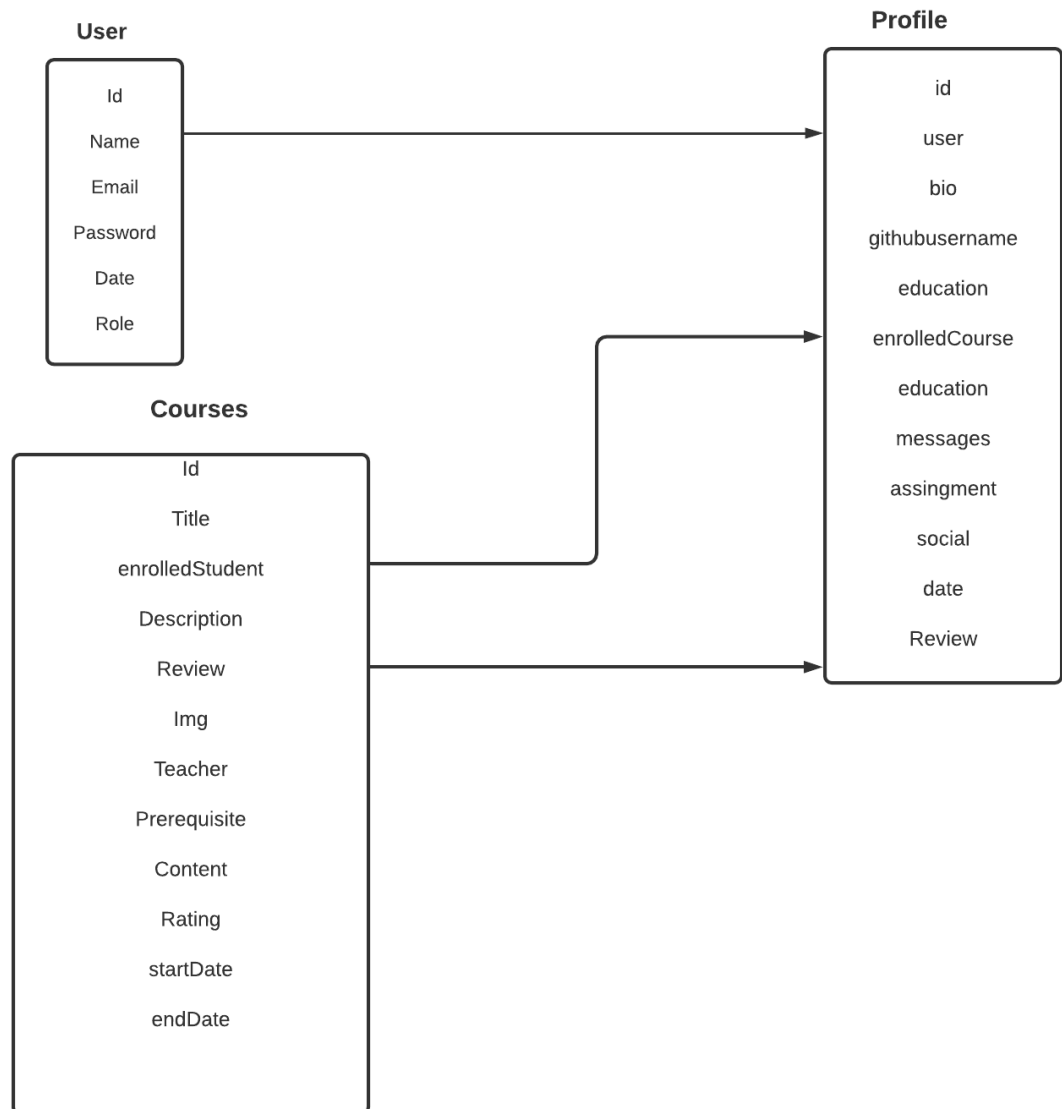 User
Id
Name
Email
Password
Date
Role
Profile
id
user
bio
githubusername
education
enrolledCourse
education
messages
assingment
social
date
Review
Courses
Id
Title
enrolledStudent
Description
Review
Img
Teacher
Prerequisite
Content
Rating
startDate
endDate